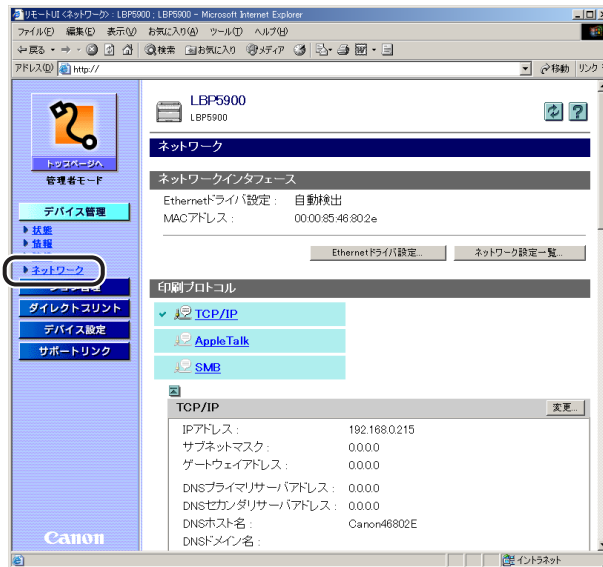 リモートUI <ネットワーク> : LBP5900 ; LBP5900 - Microsoft Internet Explorer
ファイル(F) 編集(E) 表示(V) お気に入り(A) ツール(T) ヘルプ(H)
戻る 検索 お気に入り メディア
アドレス(D) http:// 移動 リンク
LBP5900
LBP5900
トップページへ
管理者モード
ネットワーク
ネットワークインタフェース
Ethernetドライバ設定 : 自動検出
MACアドレス : 00:00:85:46:80:2e
Ethernetドライバ設定... ネットワーク設定一覧...
デバイス管理
状態
情報
ネットワーク
ダイレクトプリント
デバイス設定
サポートリンク
印刷プロトコル
TCP/IP
AppleTalk
SMB
TCP/IP 変更...
IPアドレス : 192.168.0.215
サブネットマスク : 0.0.0.0
ゲートウェイアドレス : 0.0.0.0
DNSプライマリサーバアドレス : 0.0.0.0
DNSセカンダリサーバアドレス : 0.0.0.0
DNSホスト名 : Canon46802E
DNSドメイン名 :
Canon
イントラネット